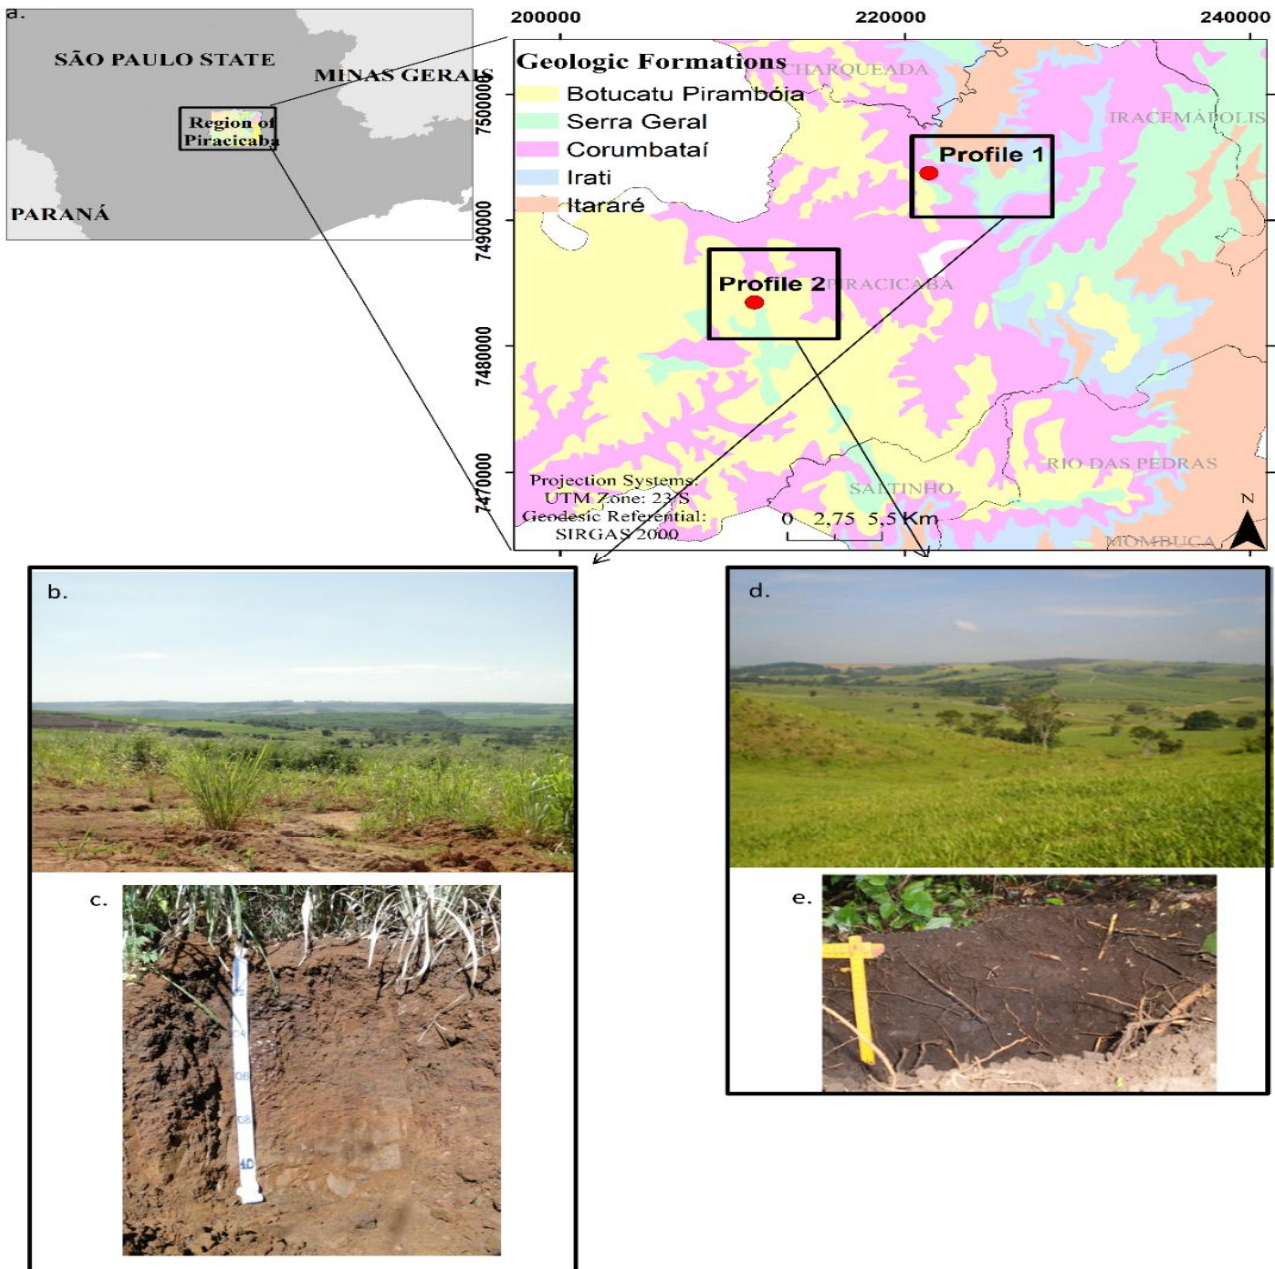 a.
SÃO PAULO STATE
MINAS GERAIS
Region of
Piracicaba
PARANÁ
200000
220000
240000
7500000
7490000
7480000
7470000
Geologic Formations
Botucatu Pirambóia
Serra Geral
Corumbataí
Irati
Itararé
CHARQUEADA
IRACEMÁPOLIS
Profile 1
Profile 2
PIRACICABA
RIO DAS PEDRAS
SALTINHO
MOMBUCA
Projection Systems:
UTM Zone: 23 S
Geodesic Referential:
SIRGAS 2000
0 2,75 5,5 Km
N
b.
c.
d.
e.